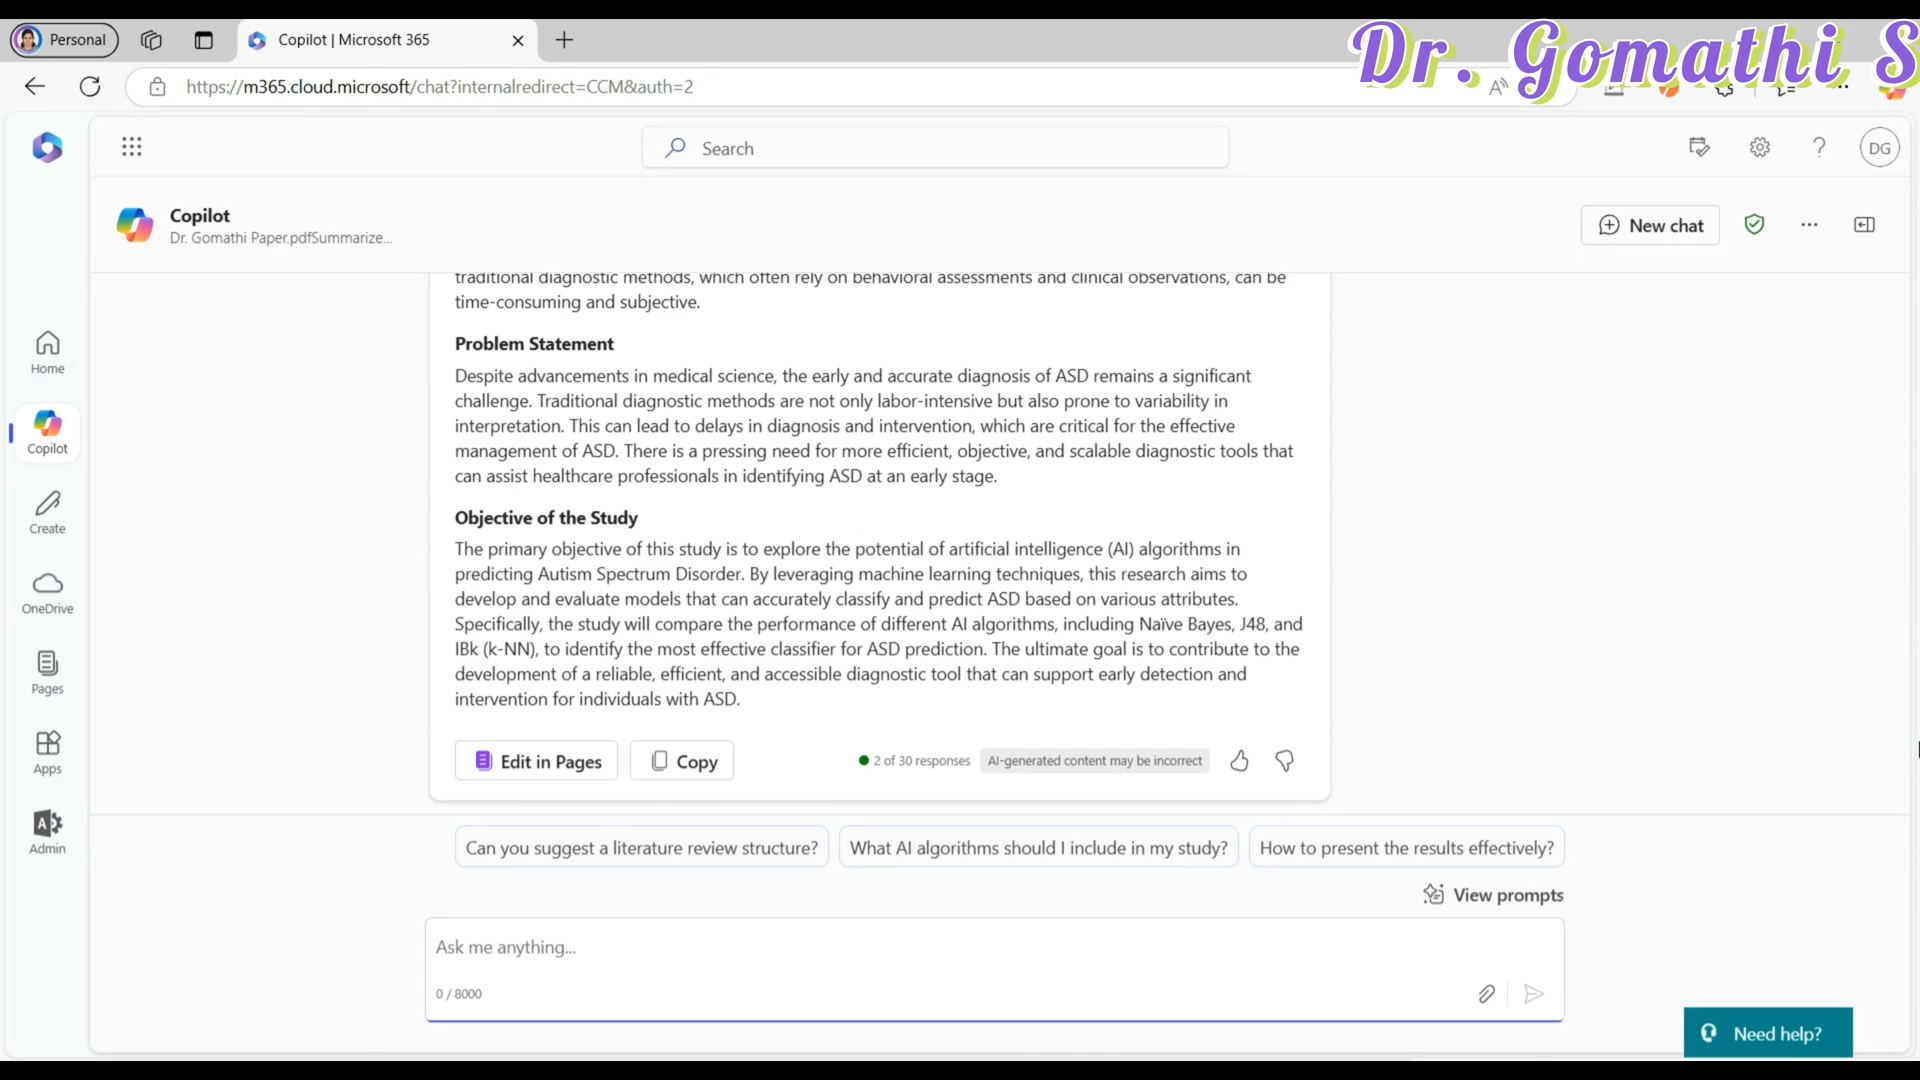 Personal
Copilot | Microsoft 365
Dr. Gomathi S
https://m365.cloud.microsoft/chat?internalredirect=CCM&auth=2
Search
DG
Copilot
Dr. Gomathi Paper.pdfSummarize...
New chat
Home
Copilot
Create
OneDrive
Pages
Apps
Admin
traditional diagnostic methods, which often rely on behavioral assessments and clinical observations, can be
time-consuming and subjective.
Problem Statement
Despite advancements in medical science, the early and accurate diagnosis of ASD remains a significant
challenge. Traditional diagnostic methods are not only labor-intensive but also prone to variability in
interpretation. This can lead to delays in diagnosis and intervention, which are critical for the effective
management of ASD. There is a pressing need for more efficient, objective, and scalable diagnostic tools that
can assist healthcare professionals in identifying ASD at an early stage.
Objective of the Study
The primary objective of this study is to explore the potential of artificial intelligence (AI) algorithms in
predicting Autism Spectrum Disorder. By leveraging machine learning techniques, this research aims to
develop and evaluate models that can accurately classify and predict ASD based on various attributes.
Specifically, the study will compare the performance of different AI algorithms, including Naïve Bayes, J48, and
IBk (k-NN), to identify the most effective classifier for ASD prediction. The ultimate goal is to contribute to the
development of a reliable, efficient, and accessible diagnostic tool that can support early detection and
intervention for individuals with ASD.
Edit in Pages
Copy
2 of 30 responses
AI-generated content may be incorrect
Can you suggest a literature review structure?
What AI algorithms should I include in my study?
How to present the results effectively?
View prompts
Ask me anything...
0 / 8000
Need help?